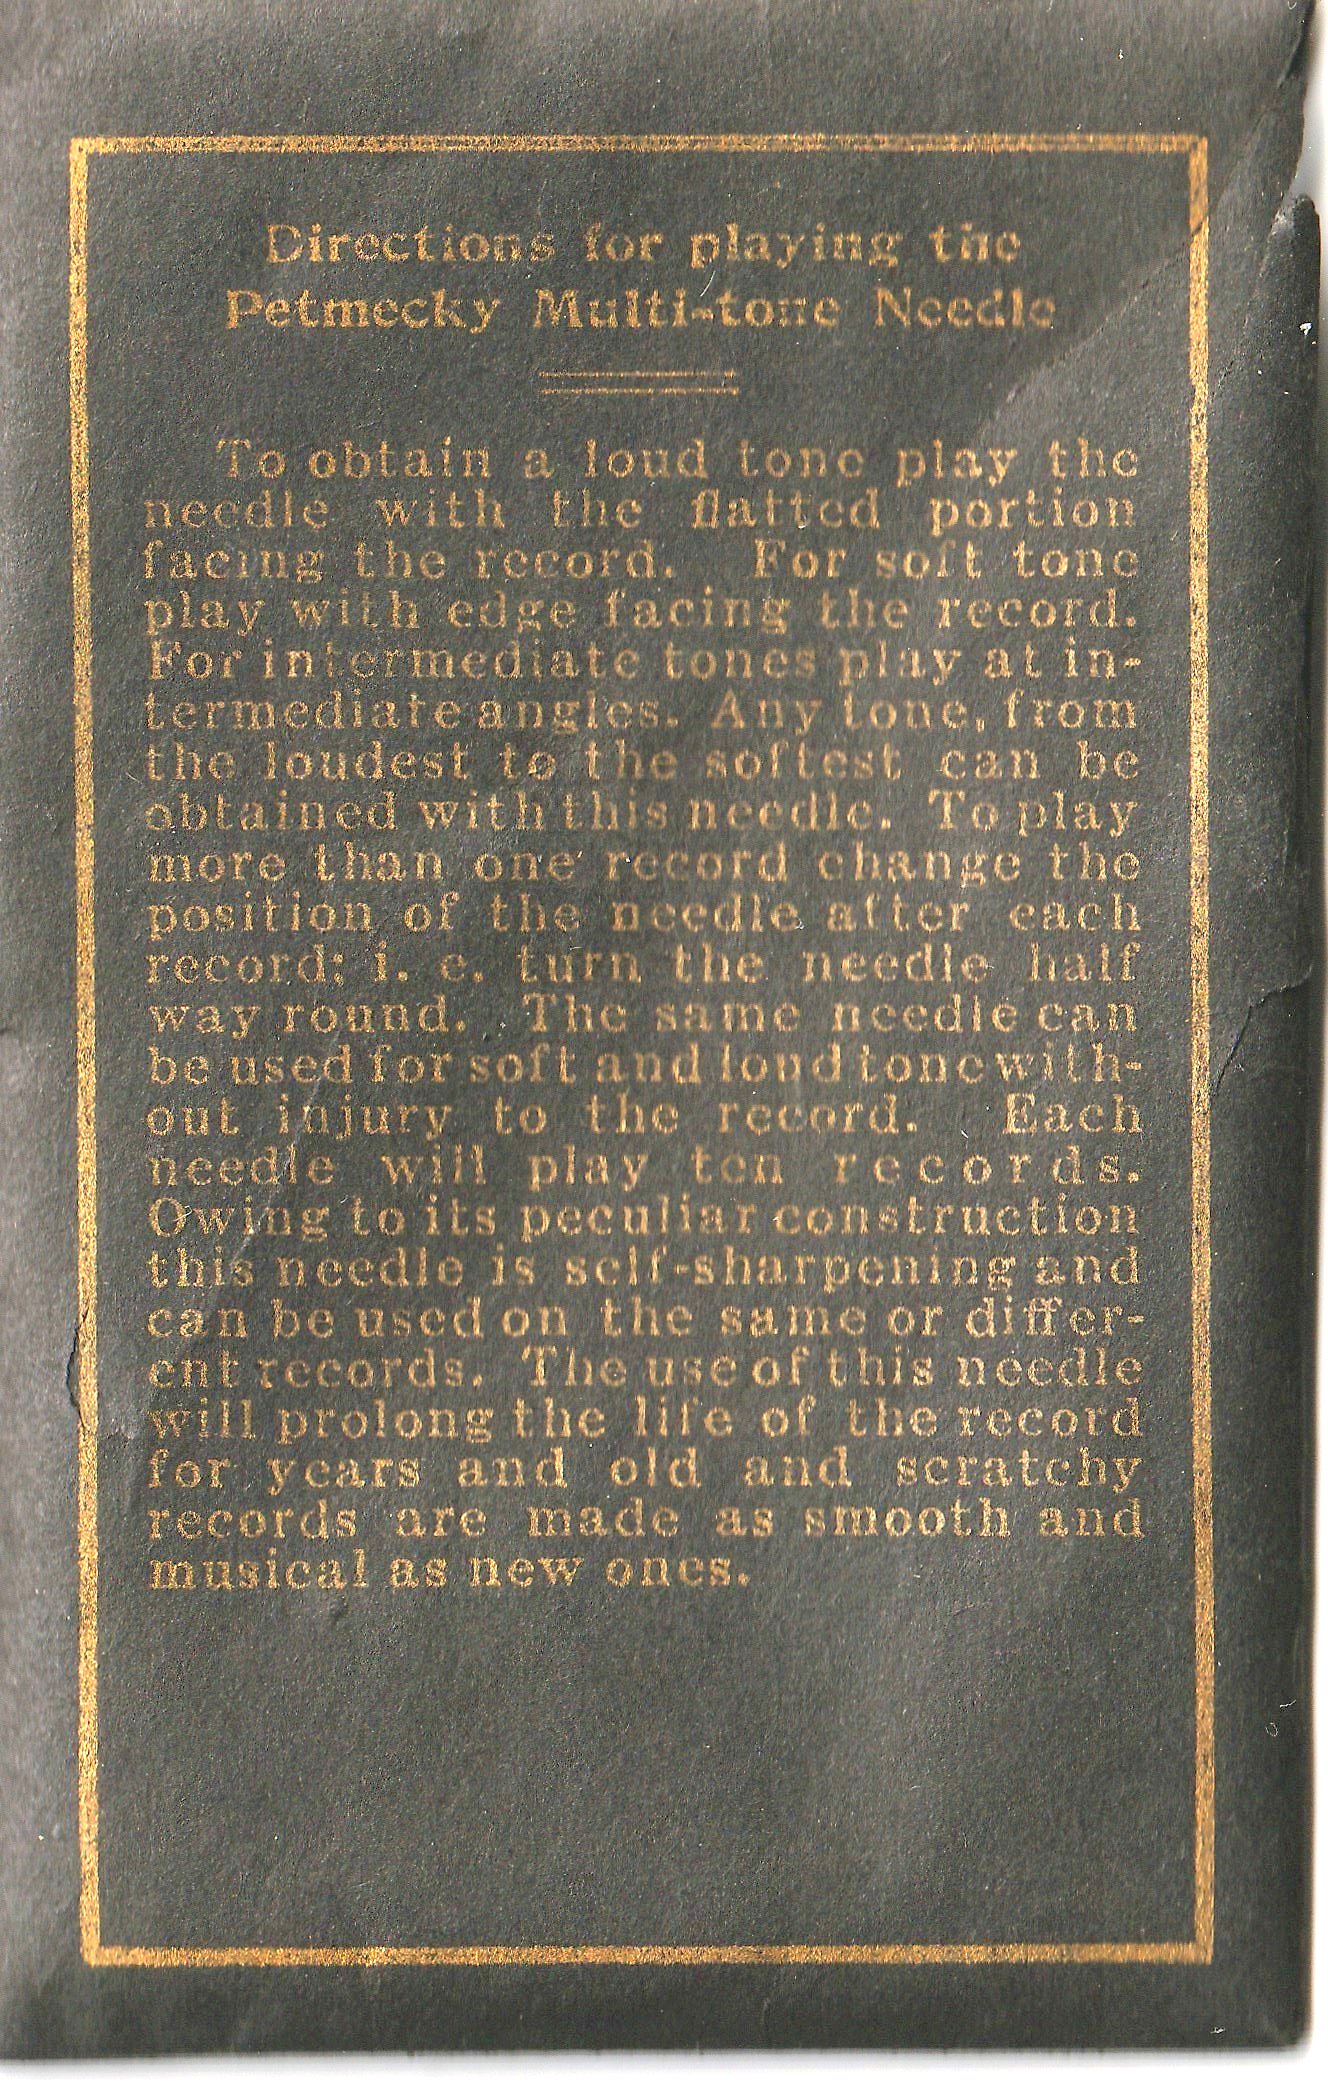 Directions for playing the
Petmecky Multi-tone Needle
To obtain a loud tone play the
needle with the flatted portion
facing the record. For soft tone
play with edge facing the record.
For intermediate tones play at in-
termediate angles. Any tone, from
the loudest to the softest can be
obtained with this needle. To play
more than one record change the
position of the needle after each
record; i. e. turn the needle half
way round. The same needle can
be used for soft and loud tone with-
out injury to the record. Each
needle will play ten records.
Owing to its peculiar construction
this needle is self-sharpening and
can be used on the same or differ-
ent records. The use of this needle
will prolong the life of the record
for years and old and scratchy
records are made as smooth and
musical as new ones.